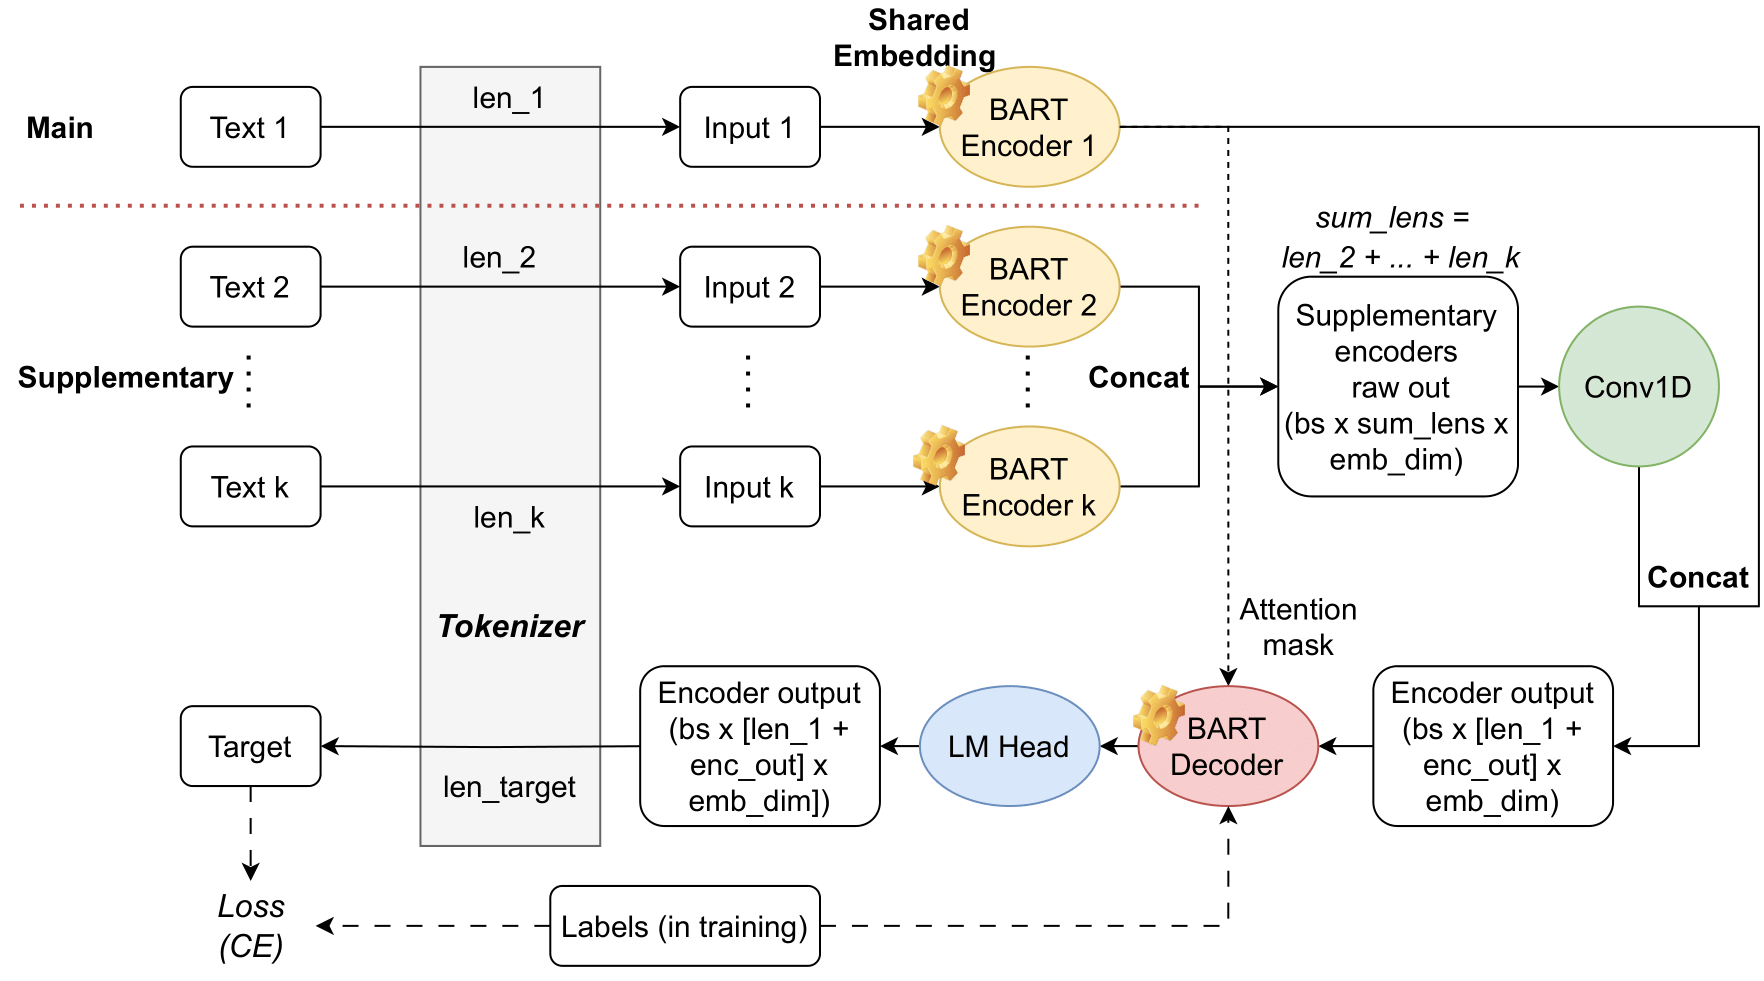 Shared
Embedding
Main
Text 1
len_1
Input 1
BART
Encoder 1
Supplementary
Text 2
len_2
Input 2
BART
Encoder 2
Text k
len_k
Input k
BART
Encoder k
Concat
sum_lens =
len_2 + ... + len_k
Supplementary
encoders
raw out
(bs x sum_lens x
emb_dim)
Conv1D
Concat
Tokenizer
Attention
mask
Target
len_target
Encoder output
(bs x [len_1 +
enc_out] x
emb_dim])
LM Head
BART
Decoder
Encoder output
(bs x [len_1 +
enc_out] x
emb_dim)
Loss
(CE)
Labels (in training)